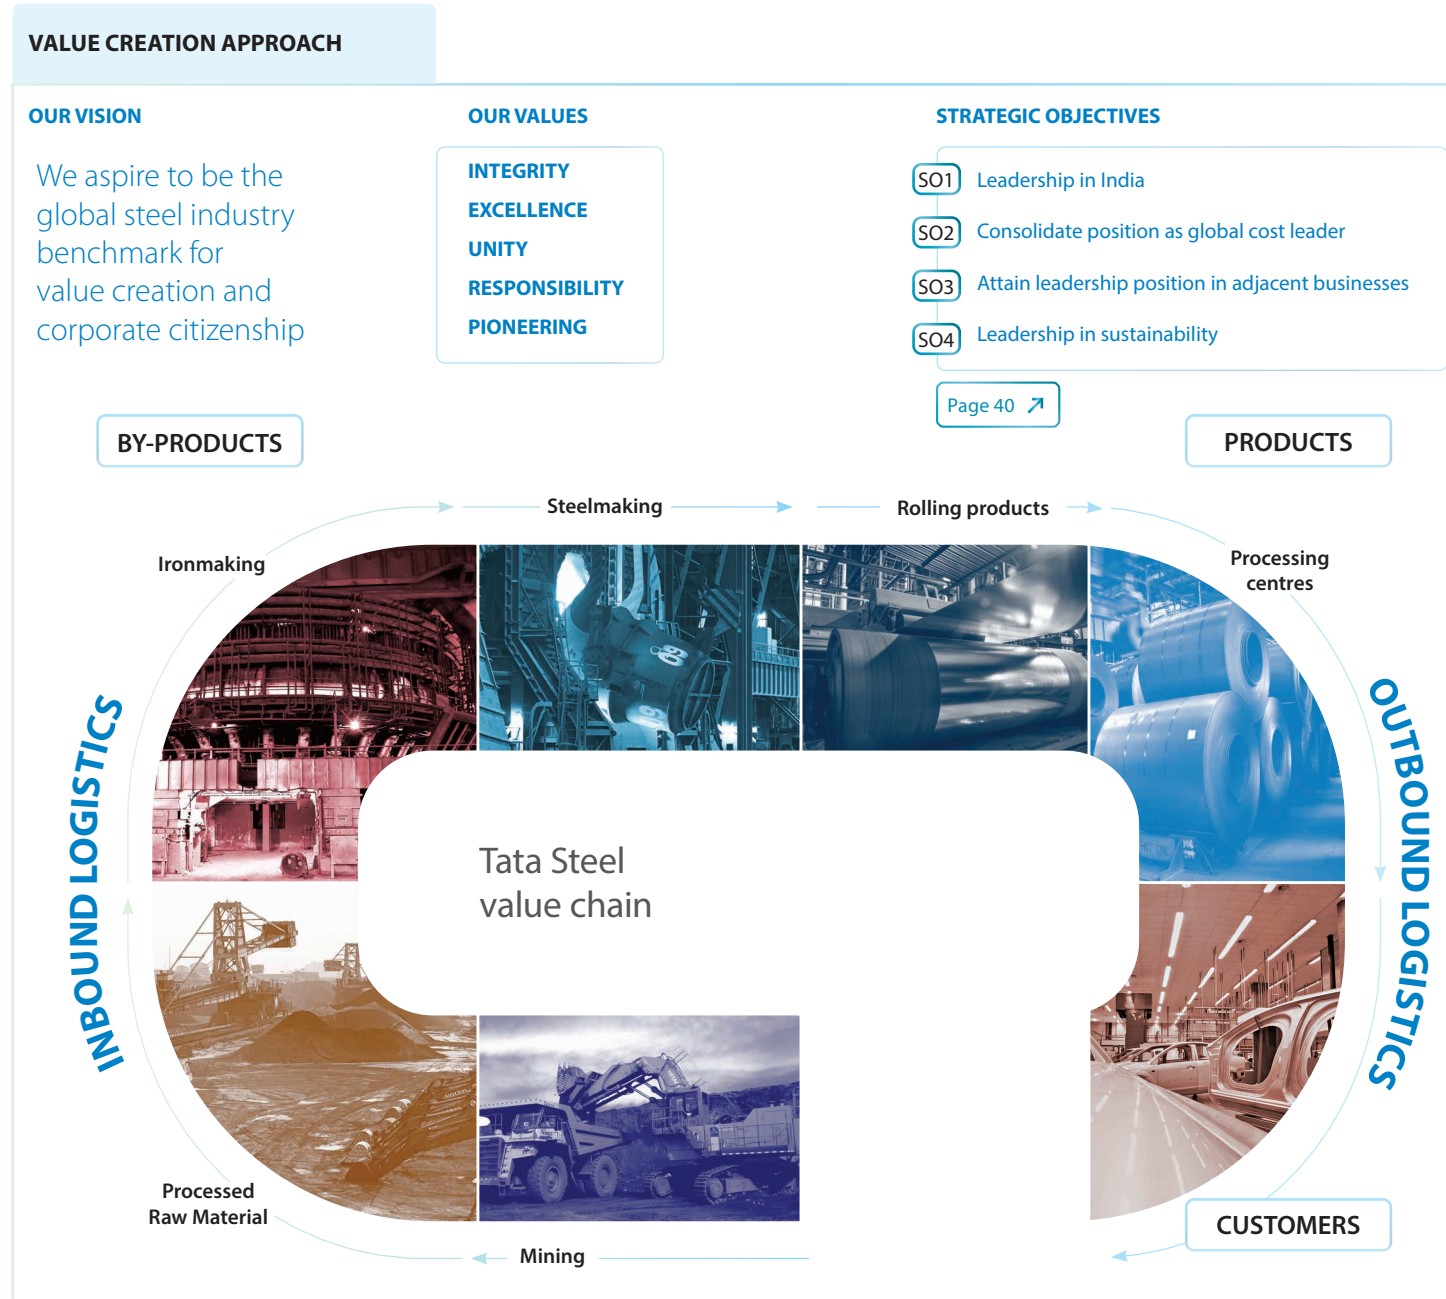 VALUE CREATION APPROACH
OUR VISION
We aspire to be the
global steel industry
benchmark for
value creation and
corporate citizenship
OUR VALUES
INTEGRITY
EXCELLENCE
UNITY
RESPONSIBILITY
PIONEERING
STRATEGIC OBJECTIVES
SO1 Leadership in India
SO2 Consolidate position as global cost leader
SO3 Attain leadership position in adjacent businesses
SO4 Leadership in sustainability
Page 40
BY-PRODUCTS
PRODUCTS
Steelmaking
Rolling products
Ironmaking
Processing
centres
INBOUND LOGISTICS
OUTBOUND LOGISTICS
Tata Steel
value chain
Processed
Raw Material
Mining
CUSTOMERS